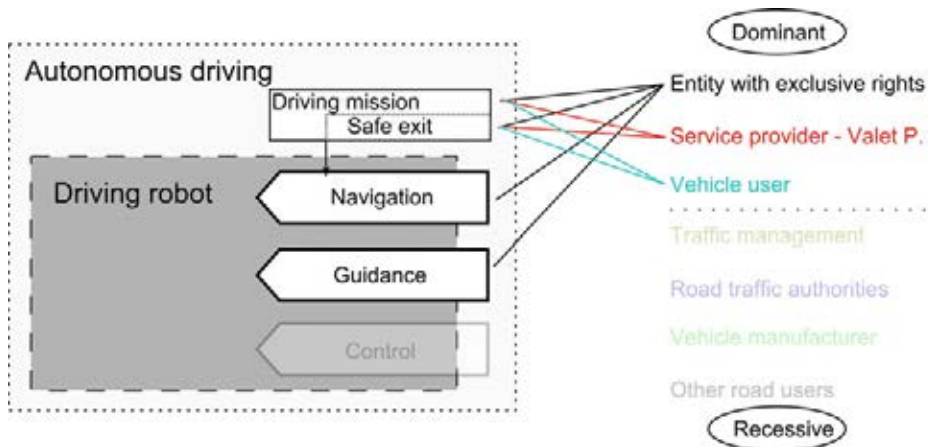 Dominant
Autonomous driving
Driving mission
Safe exit
Entity with exclusive rights
Service provider - Valet P.
Driving robot
Navigation
Vehicle user
Traffic management
Guidance
Road traffic authorities
Vehicle manufacturer
Control
Other road users
Recessive